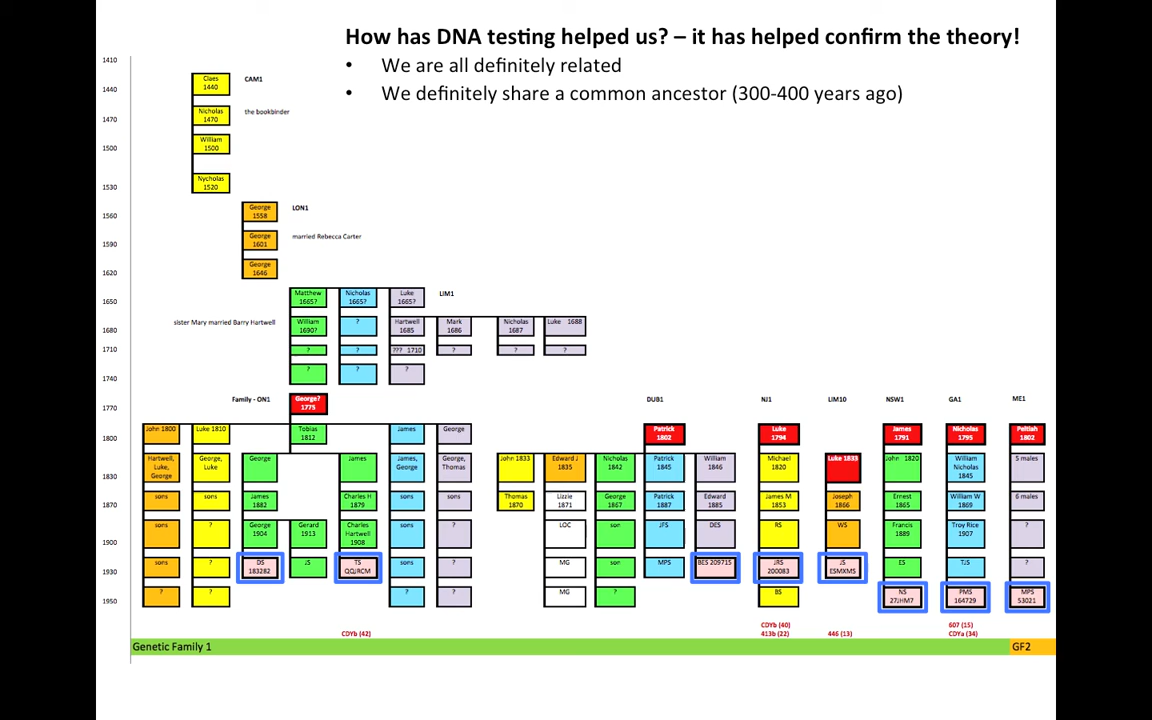 How has DNA testing helped us? – it has helped confirm the theory!
• We are all definitely related
• We definitely share a common ancestor (300-400 years ago)
1410
1440
1470
1500
1530
1560
1590
1620
1650
1680
1710
1740
1770
1800
1830
1870
1900
1930
1950
Claes 1440
CAM1
Nicholas 1470
the bookbinder
William 1500
Nycholas 1520
George 1558
LON1
George 1601
married Rebecca Carter
George 1646
Matthew 1665?
Nicholas 1665?
Luke 1665?
LIM1
sister Mary married Barry Hartwell
William 1690?
?
Hartwell 1685
Mark 1686
Nicholas 1687
Luke 1688
?
?
??? 1710
?
?
?
?
?
?
Family - ON1
George? 1775
DUB1
NJ1
LIM10
NSW1
GA1
ME1
John 1800
Luke 1810
Tobias 1812
James
George
Patrick 1802
Luke 1794
James 1791
Nicholas 1795
Peltiah 1802
Hartwell, Luke, George
George, Luke
George
James
James, George
George, Thomas
John 1833
Edward J 1835
Nicholas 1842
Patrick 1845
William 1846
Michael 1820
Luke 1833
John 1820
William Nicholas 1845
5 males
sons
sons
James 1882
Charles H 1879
sons
sons
Thomas 1870
Lizzie 1871
George 1867
Patrick 1887
Edward 1885
James M 1853
Joseph 1866
Ernest 1865
William W 1869
6 males
sons
?
George 1904
Gerard 1913
Charles Hartwell 1908
sons
?
LOC
son
JFS
DES
RS
WS
Francis 1889
Troy Rice 1907
?
sons
?
DS 183282
JS
TS QQJRCM
sons
?
MG
son
MPS
BES 209715
JRS 200083
JS ESMXMS
ES
TJS
?
?
?
?
?
MG
?
BS
NS 27JHM7
PMS 164729
MPS 53021
CDYb (42)
CDYb (40)
413b (22)
446 (13)
607 (15)
CDYa (34)
Genetic Family 1
GF2